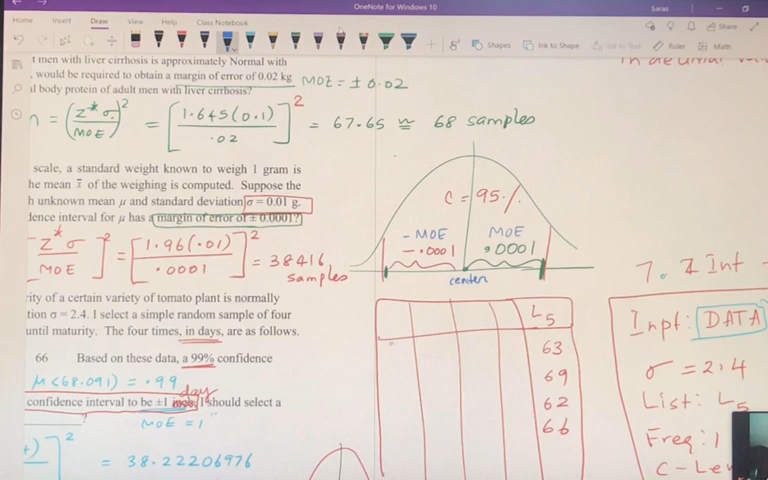 OneNote for Windows 10
Saras
Home Insert Draw View Help Class Notebook
Share
Shapes Ink to Shape Ink to Text Ruler Math
t men with liver cirrhosis is approximately Normal with
, would be required to obtain a margin of error of 0.02 kg
MOE = ± 0.02
al body protein of adult men with liver cirrhosis?
n = (Z* σ / MOE)² = [1.645(0.1) / .02]² = 67.65 ≅ 68 samples
scale, a standard weight known to weigh 1 gram is
he mean x̄ of the weighing is computed. Suppose the
h unknown mean μ and standard deviation σ = 0.01 g.
dence interval for μ has a margin of error of ± 0.0001?
Z* σ / MOE ]² = [1.96(.01) / .0001]² = 38416 samples
C = 95 %
- MOE MOE
- .0001 .0001
center
rity of a certain variety of tomato plant is normally
tion σ = 2.4. I select a simple random sample of four
until maturity. The four times, in days, are as follows.
66 Based on these data, a 99% confidence
μ < 68.091) = .99
day
confidence interval to be ±1 inch, I should select a
?
MOE = 1
]² = 38.22206976
L5
63
69
62
66
7. Z Int
Inpt: DATA
σ = 2.4
List: L5
Freq: 1
C-Lev